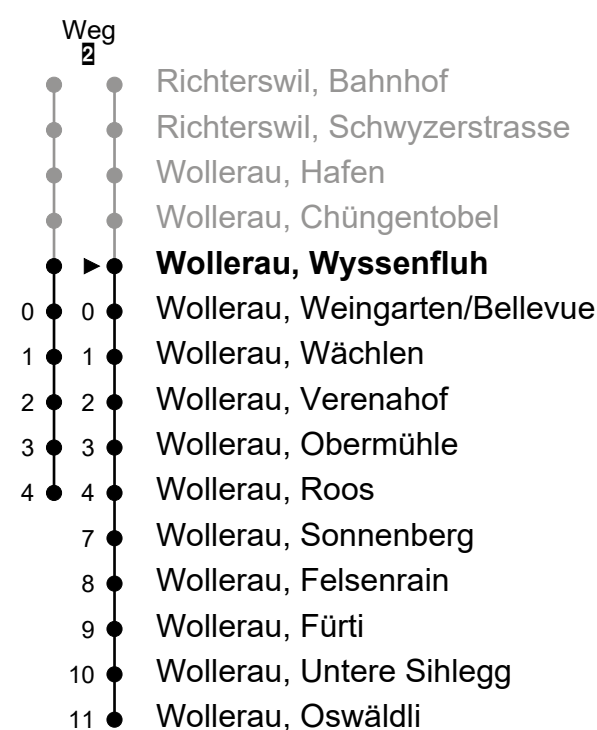 Weg
2
Richterswil, Bahnhof
Richterswil, Schwyzerstrasse
Wollerau, Hafen
Wollerau, Chüngentobel
Wollerau, Wyssenfluh
0 0 Wollerau, Weingarten/Bellevue
1 1 Wollerau, Wächlen
2 2 Wollerau, Verenahof
3 3 Wollerau, Obermühle
4 4 Wollerau, Roos
7 Wollerau, Sonnenberg
8 Wollerau, Felsenrain
9 Wollerau, Fürti
10 Wollerau, Untere Sihlegg
11 Wollerau, Oswäldli